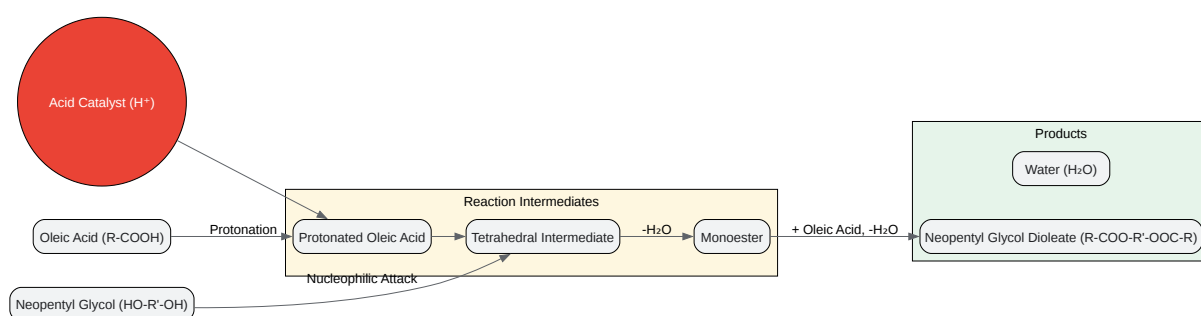 Acid Catalyst (H⁺)
Products
Water (H₂O)
Reaction Intermediates
Oleic Acid (R-COOH)
Protonation
Protonated Oleic Acid
Tetrahedral Intermediate
-H₂O
Monoester
+ Oleic Acid, -H₂O
Neopentyl Glycol Dioleate (R-COO-R'-OOC-R)
Nucleophilic Attack
Neopentyl Glycol (HO-R'-OH)